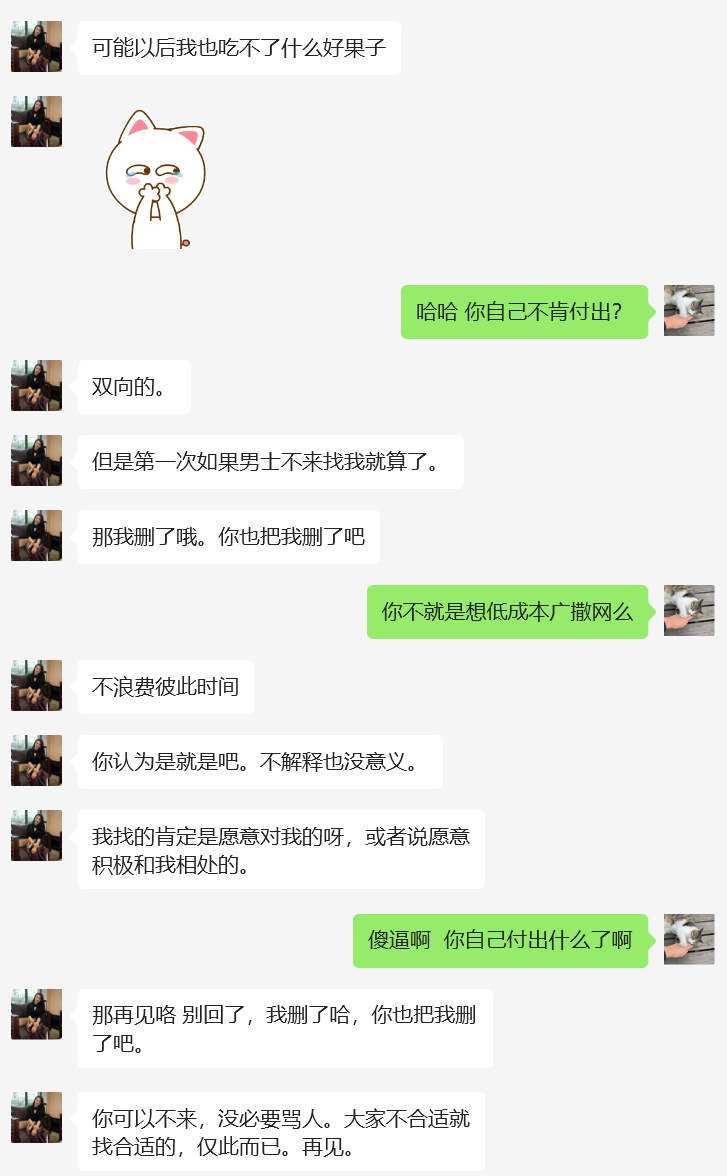 可能以后我也吃不了什么好果子
哈哈 你自己不肯付出?
双向的。
但是第一次如果男士不来找我就算了。
那我删了哦。你也把我删了吧
你不就是想低成本广撒网么
不浪费彼此时间
你认为是就是吧。不解释也没意义。
我找的肯定是愿意对我的呀，或者说愿意
积极和我相处的。
傻逼啊  你自己付出什么了啊
那再见咯 别回了，我删了哈，你也把我删
了吧。
你可以不来，没必要骂人。大家不合适就
找合适的，仅此而已。再见。